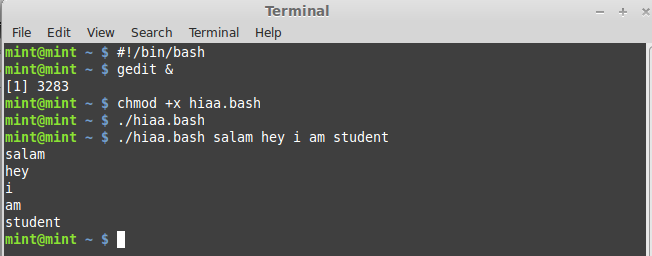 Terminal
File Edit View Search Terminal Help
mint@mint ~ $ #!/bin/bash
mint@mint ~ $ gedit &
[1] 3283
mint@mint ~ $ chmod +x hiaa.bash
mint@mint ~ $ ./hiaa.bash
mint@mint ~ $ ./hiaa.bash salam hey i am student
salam
hey
i
am
student
mint@mint ~ $